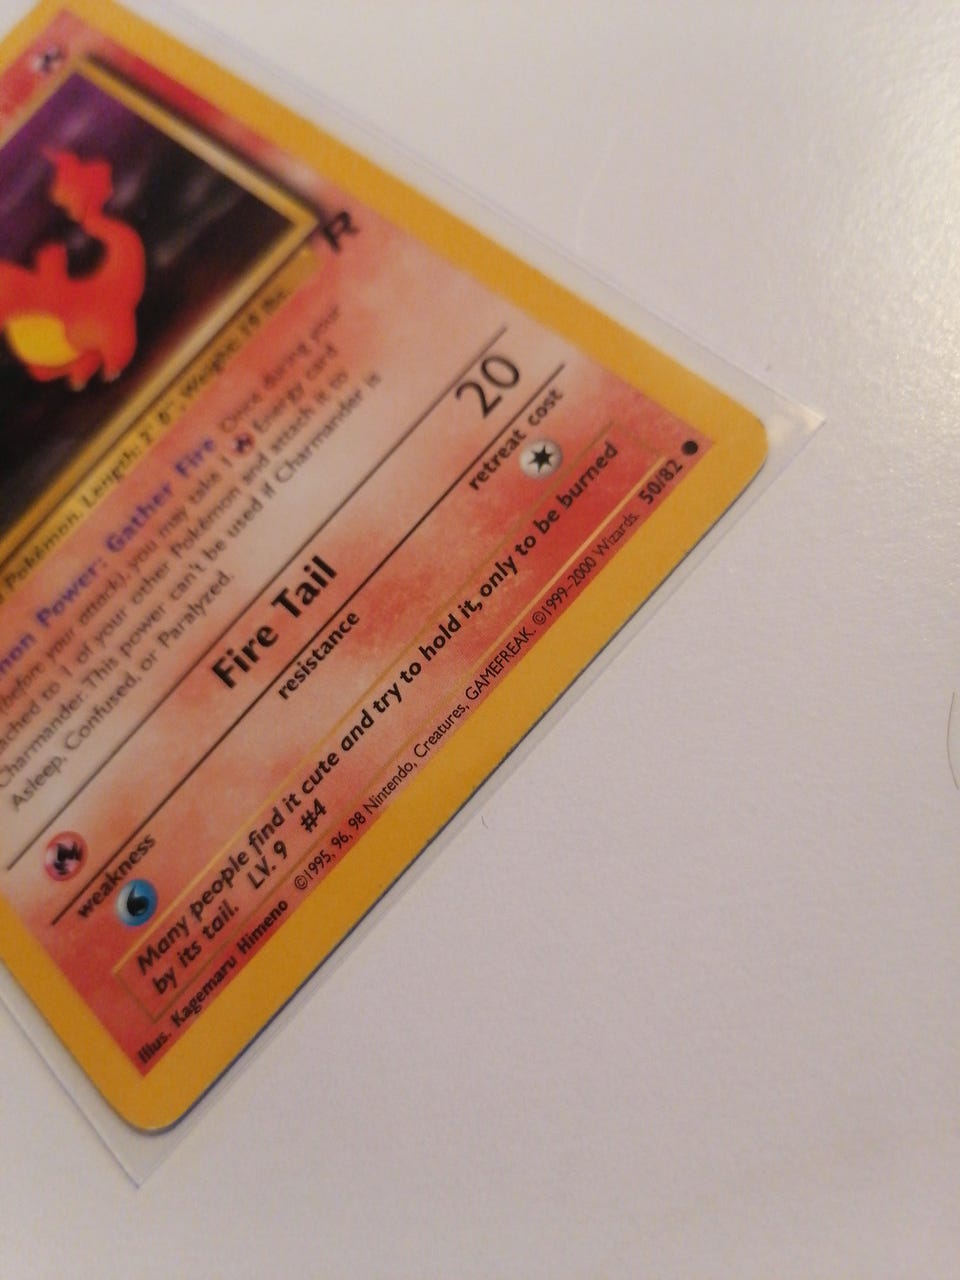 Pokémon. Length: 2' 0", Weight: 19 lbs.
mon Power: Gather Fire Once during your
(before your attack), you may take 1 Energy card
ached to 1 of your other Pokémon and attach it to
Charmander. This power can't be used if Charmander is
Asleep, Confused, or Paralyzed.
Fire Tail 20
weakness resistance retreat cost
Many people find it cute and try to hold it, only to be burned
by its tail. LV. 9 #4
Illus. Kagemaru Himeno ©1995, 96, 98 Nintendo, Creatures, GAMEFREAK. ©1999–2000 Wizards. 50/82